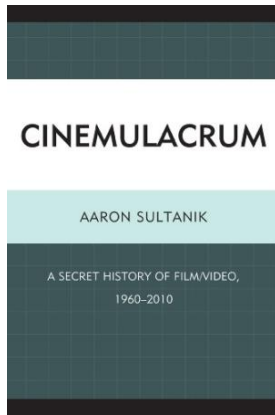 CINEMULACRUM
AARON SULTANIK
A SECRET HISTORY OF FILM/VIDEO,
1960–2010